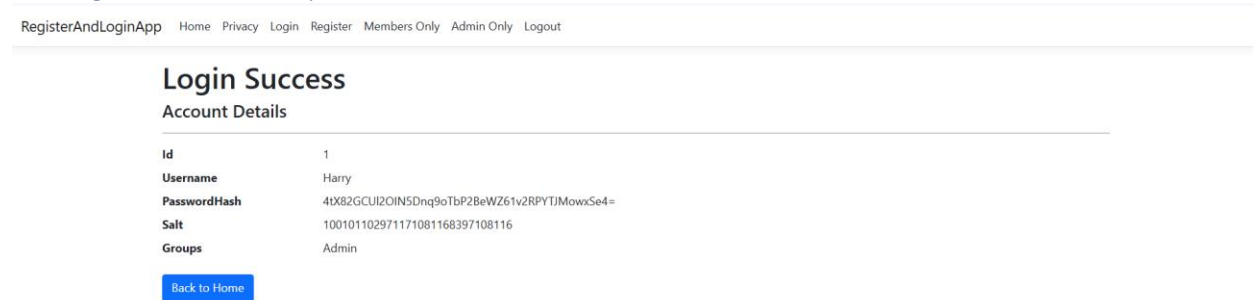 RegisterAndLoginApp Home Privacy Login Register Members Only Admin Only Logout
Login Success
Account Details
Id 1
Username Harry
PasswordHash 4tX82GCUl2OIN5Dnq9oTbP2BeWZ61v2RPYTJMowxSe4=
Salt 100101102971171081168397108116
Groups Admin
Back to Home